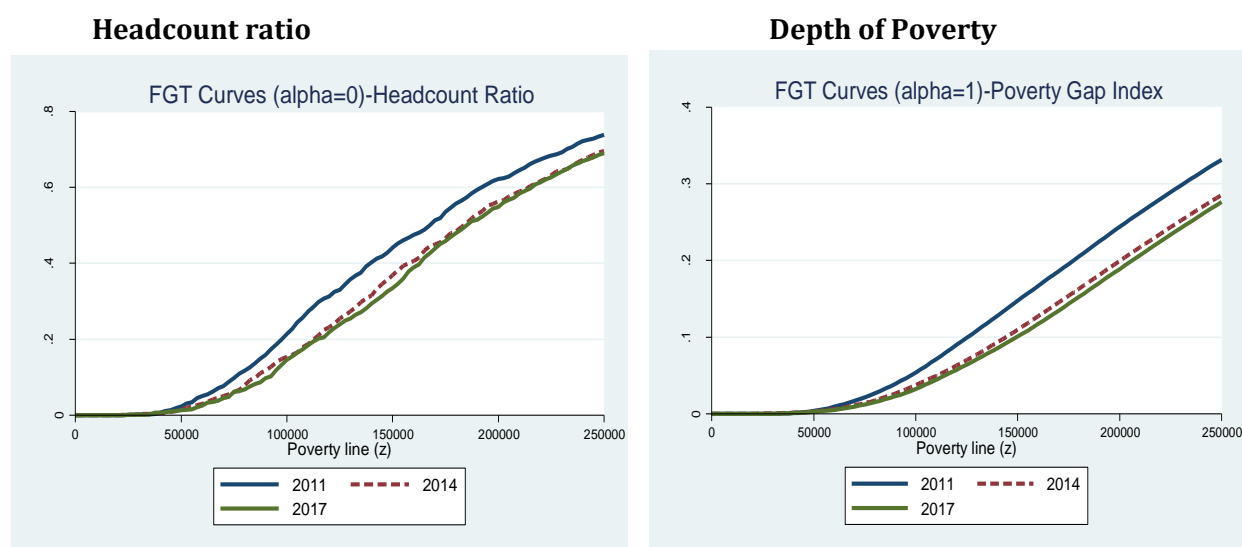 Headcount ratio
FGT Curves (alpha=0)-Headcount Ratio
.8
.6
.4
.2
0
0 50000 100000 150000 200000 250000
Poverty line (z)
2011 2014
2017
Depth of Poverty
FGT Curves (alpha=1)-Poverty Gap Index
.4
.3
.2
.1
0
0 50000 100000 150000 200000 250000
Poverty line (z)
2011 2014
2017